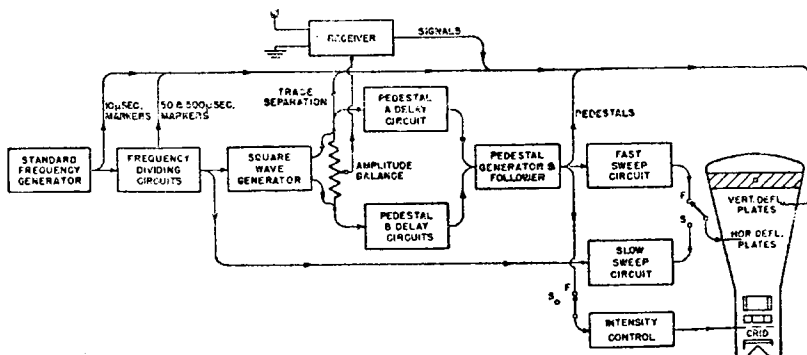 RECEIVER
SIGNALS
10μSEC.
MARKERS
50 & 500μSEC.
MARKERS
TRACE
SEPARATION
PEDESTAL
A DELAY
CIRCUIT
PEDESTALS
STANDARD
FREQUENCY
GENERATOR
FREQUENCY
DIVIDING
CIRCUITS
SQUARE
WAVE
GENERATOR
AMPLITUDE
BALANCE
PEDESTAL
GENERATOR &
FOLLOWER
FAST
SWEEP
CIRCUIT
F
S
VERT. DEFL.
PLATES
HOR. DEFL.
PLATES
PEDESTAL
B DELAY
CIRCUITS
SLOW
SWEEP
CIRCUIT
S
F
INTENSITY
CONTROL
GRID